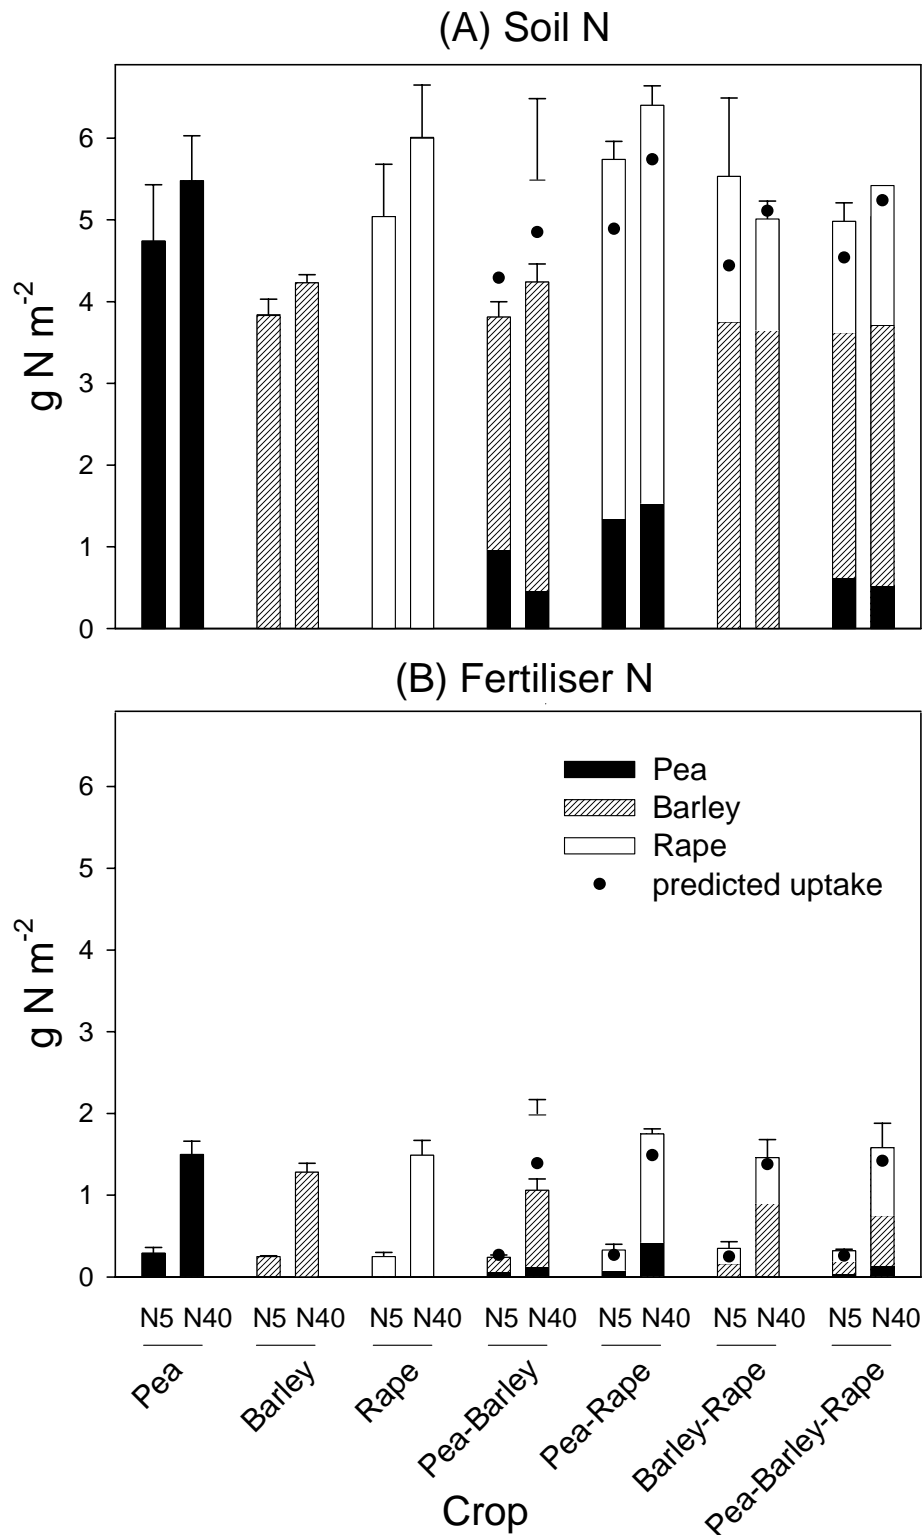 (A) Soil N
6
5
4
3
2
1
0
g N m-2
(B) Fertiliser N
6
5
4
3
2
1
0
g N m-2
Pea
Barley
Rape
predicted uptake
N5 N40 N5 N40 N5 N40 N5 N40 N5 N40 N5 N40 N5 N40
Pea
Barley
Rape
Pea-Barley
Pea-Rape
Barley-Rape
Pea-Barley-Rape
Crop